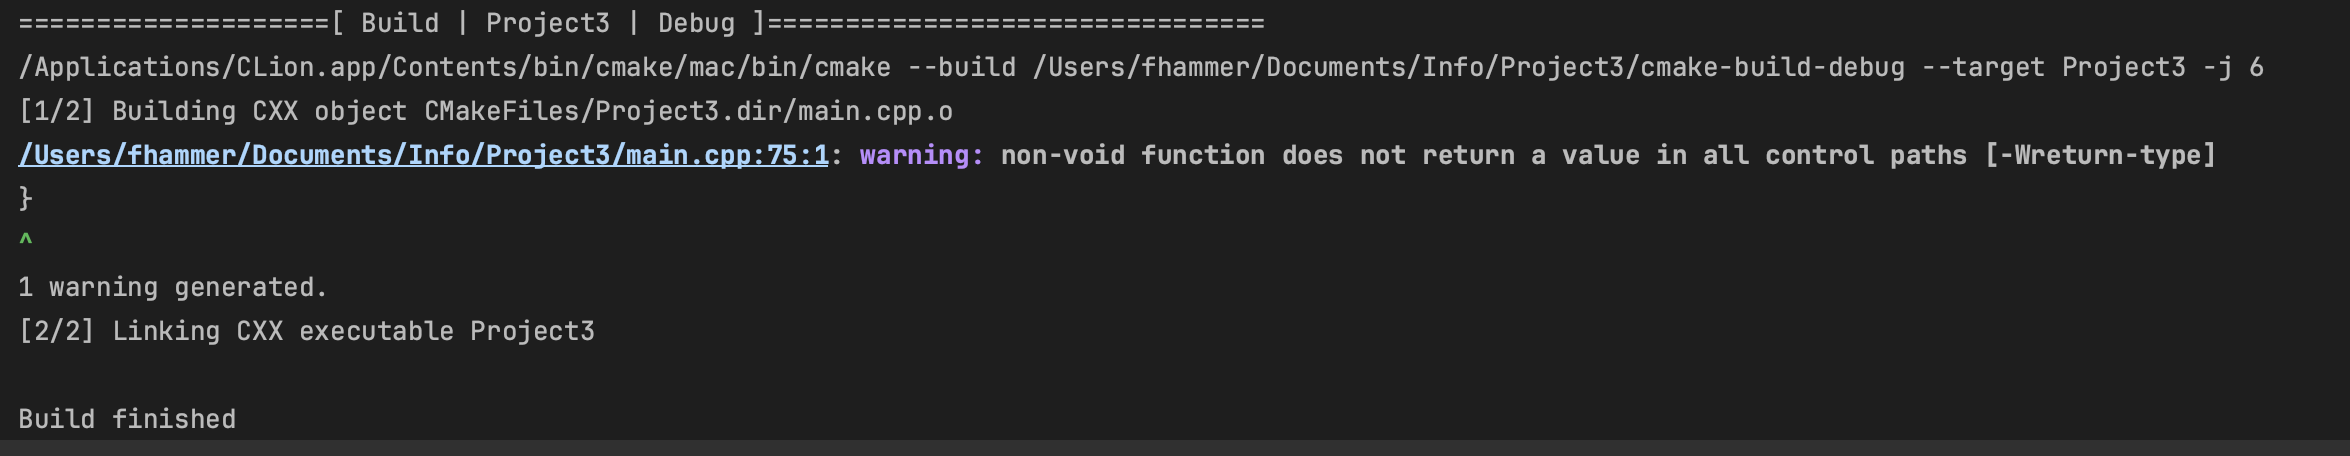 ====================[ Build | Project3 | Debug ]================================
/Applications/CLion.app/Contents/bin/cmake/mac/bin/cmake --build /Users/fhammer/Documents/Info/Project3/cmake-build-debug --target Project3 -j 6
[1/2] Building CXX object CMakeFiles/Project3.dir/main.cpp.o
/Users/fhammer/Documents/Info/Project3/main.cpp:75:1: warning: non-void function does not return a value in all control paths [-Wreturn-type]
}
^
1 warning generated.
[2/2] Linking CXX executable Project3
Build finished